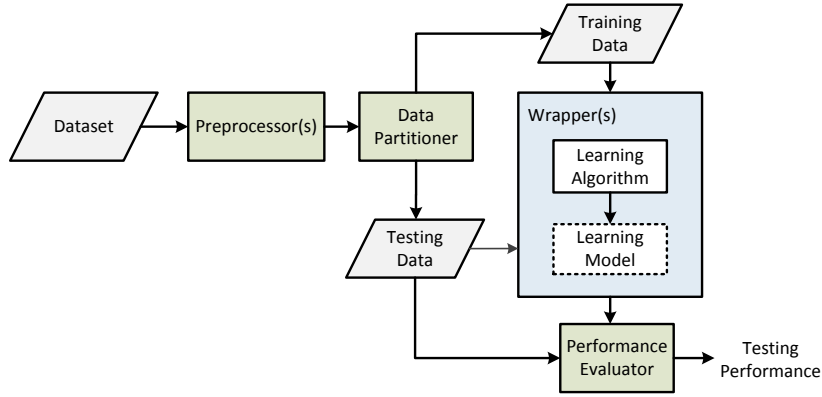 Training
Data
Dataset
Preprocessor(s)
Data
Partitioner
Wrapper(s)
Learning
Algorithm
Testing
Data
Learning
Model
Performance
Evaluator
Testing
Performance